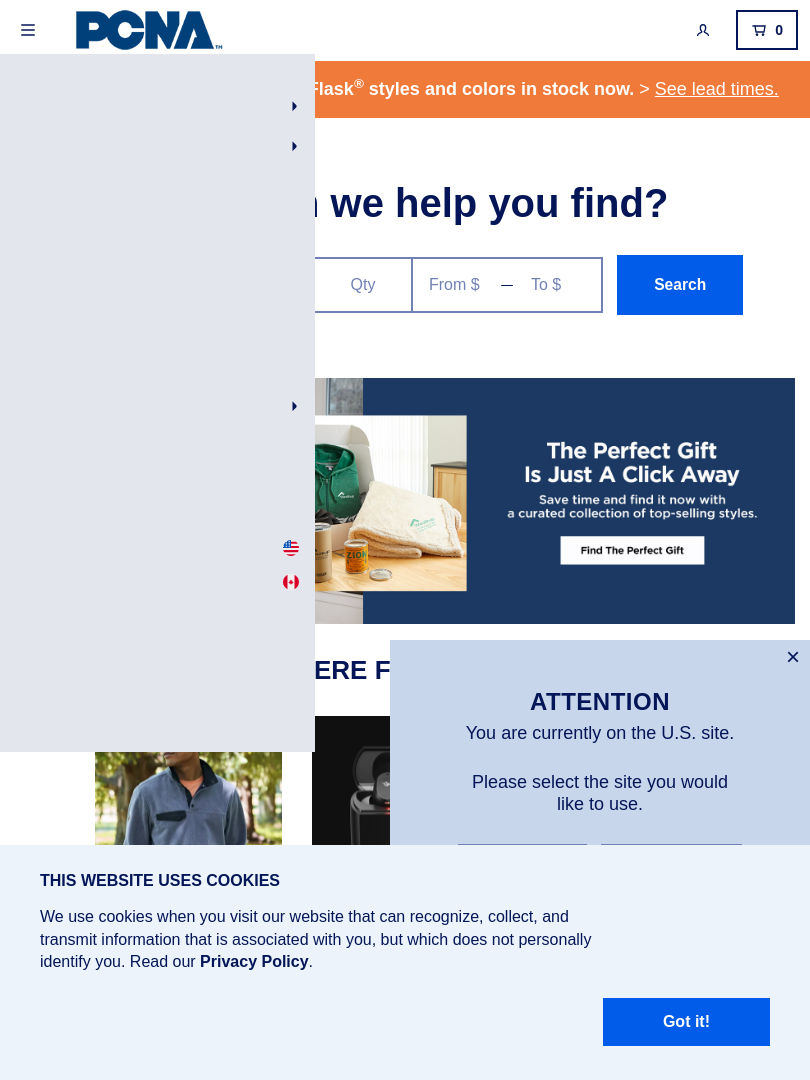 PCNA™
0
Flask® styles and colors in stock now. > See lead times.
we help you find?
Qty
From $
—
To $
Search
The Perfect Gift
Is Just A Click Away
Save time and find it now with
a curated collection of top-selling styles.
Find The Perfect Gift
ERE F
ATTENTION
You are currently on the U.S. site.
Please select the site you would
like to use.
THIS WEBSITE USES COOKIES
We use cookies when you visit our website that can recognize, collect, and
transmit information that is associated with you, but which does not personally
identify you. Read our Privacy Policy.
Got it!